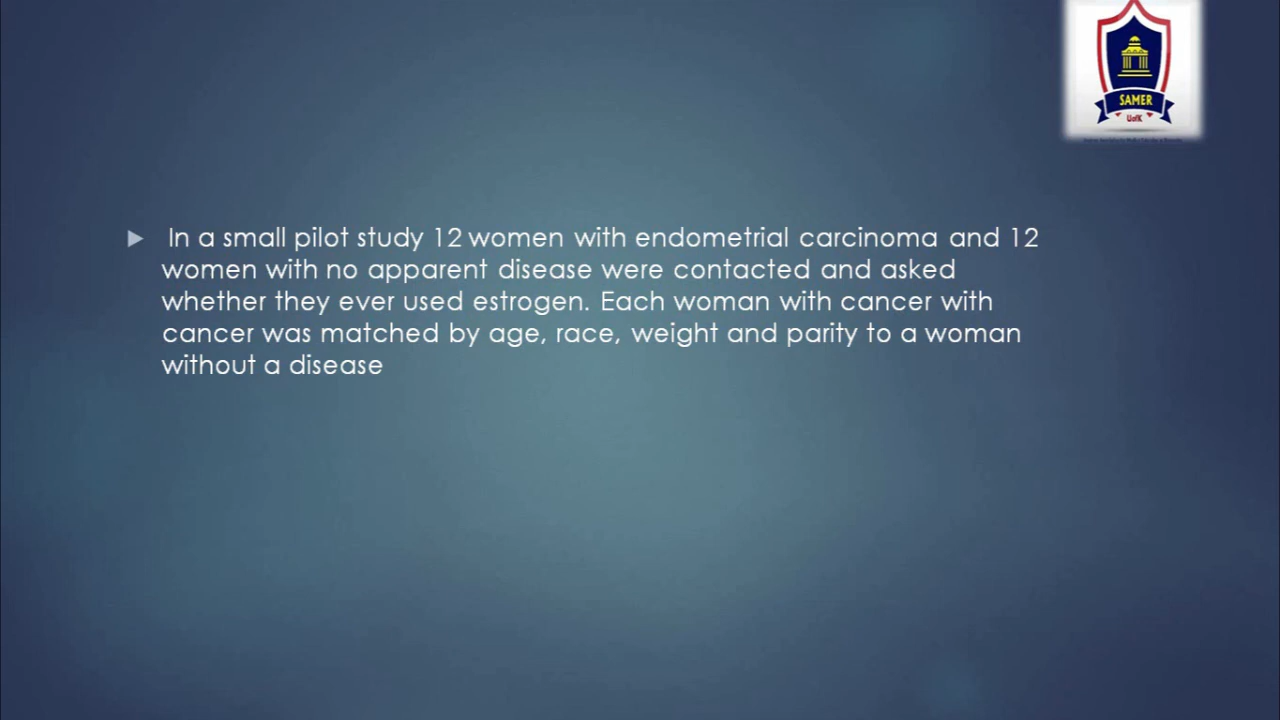 SAMER
UofK
In a small pilot study 12 women with endometrial carcinoma and 12
women with no apparent disease were contacted and asked
whether they ever used estrogen. Each woman with cancer with
cancer was matched by age, race, weight and parity to a woman
without a disease